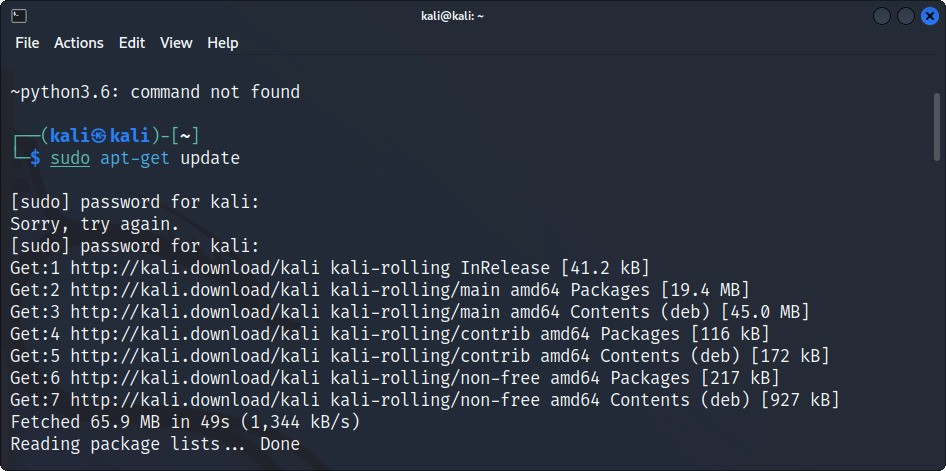 kali@kali: ~
File Actions Edit View Help
~python3.6: command not found
┌──(kali㉿kali)-[~]
└─$ sudo apt-get update
[sudo] password for kali:
Sorry, try again.
[sudo] password for kali:
Get:1 http://kali.download/kali kali-rolling InRelease [41.2 kB]
Get:2 http://kali.download/kali kali-rolling/main amd64 Packages [19.4 MB]
Get:3 http://kali.download/kali kali-rolling/main amd64 Contents (deb) [45.0 MB]
Get:4 http://kali.download/kali kali-rolling/contrib amd64 Packages [116 kB]
Get:5 http://kali.download/kali kali-rolling/contrib amd64 Contents (deb) [172 kB]
Get:6 http://kali.download/kali kali-rolling/non-free amd64 Packages [217 kB]
Get:7 http://kali.download/kali kali-rolling/non-free amd64 Contents (deb) [927 kB]
Fetched 65.9 MB in 49s (1,344 kB/s)
Reading package lists... Done